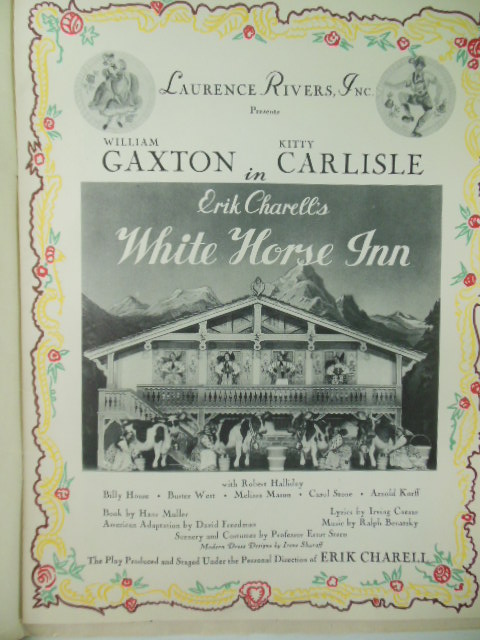 LAURENCE RIVERS, INC.
Presents
WILLIAM GAXTON in KITTY CARLISLE
Erik Charell's
White Horse Inn
with Robert Halliday
Billy House • Buster West • Melissa Mason • Carol Stone • Arnold Korff
Book by Hans Muller Lyrics by Irving Caesar
American Adaptation by David Freedman Music by Ralph Benatzky
Scenery and Costumes by Professor Ernst Stern
Modern Dress Designs by Irene Sharaff
The Play Produced and Staged Under the Personal Direction of ERIK CHARELL